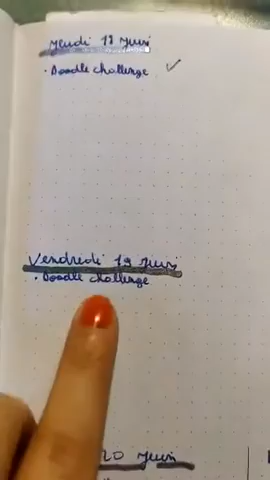 Jeudi 18 Juin
· Doodle challenge ✓
Vendredi 19 Juin
· Doodle challenge
20 Juin